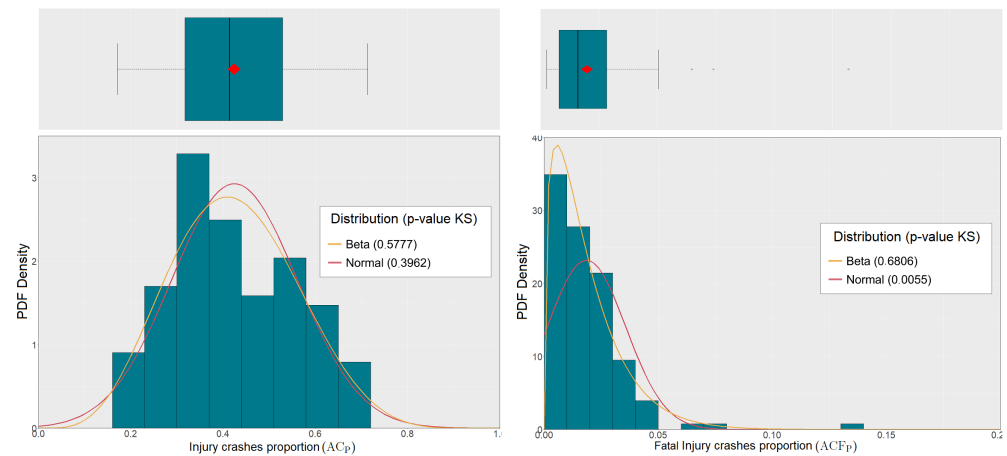 PDF Density
3
2
1
0
0.0
0.2
0.4
0.6
0.8
1.
Injury crashes proportion (ACP)
Distribution (p-value KS)
Beta (0.5777)
Normal (0.3962)
PDF Density
40
30
20
10
0
0.00
0.05
0.10
0.15
0.2
Fatal Injury crashes proportion (ACFP)
Distribution (p-value KS)
Beta (0.6806)
Normal (0.0055)